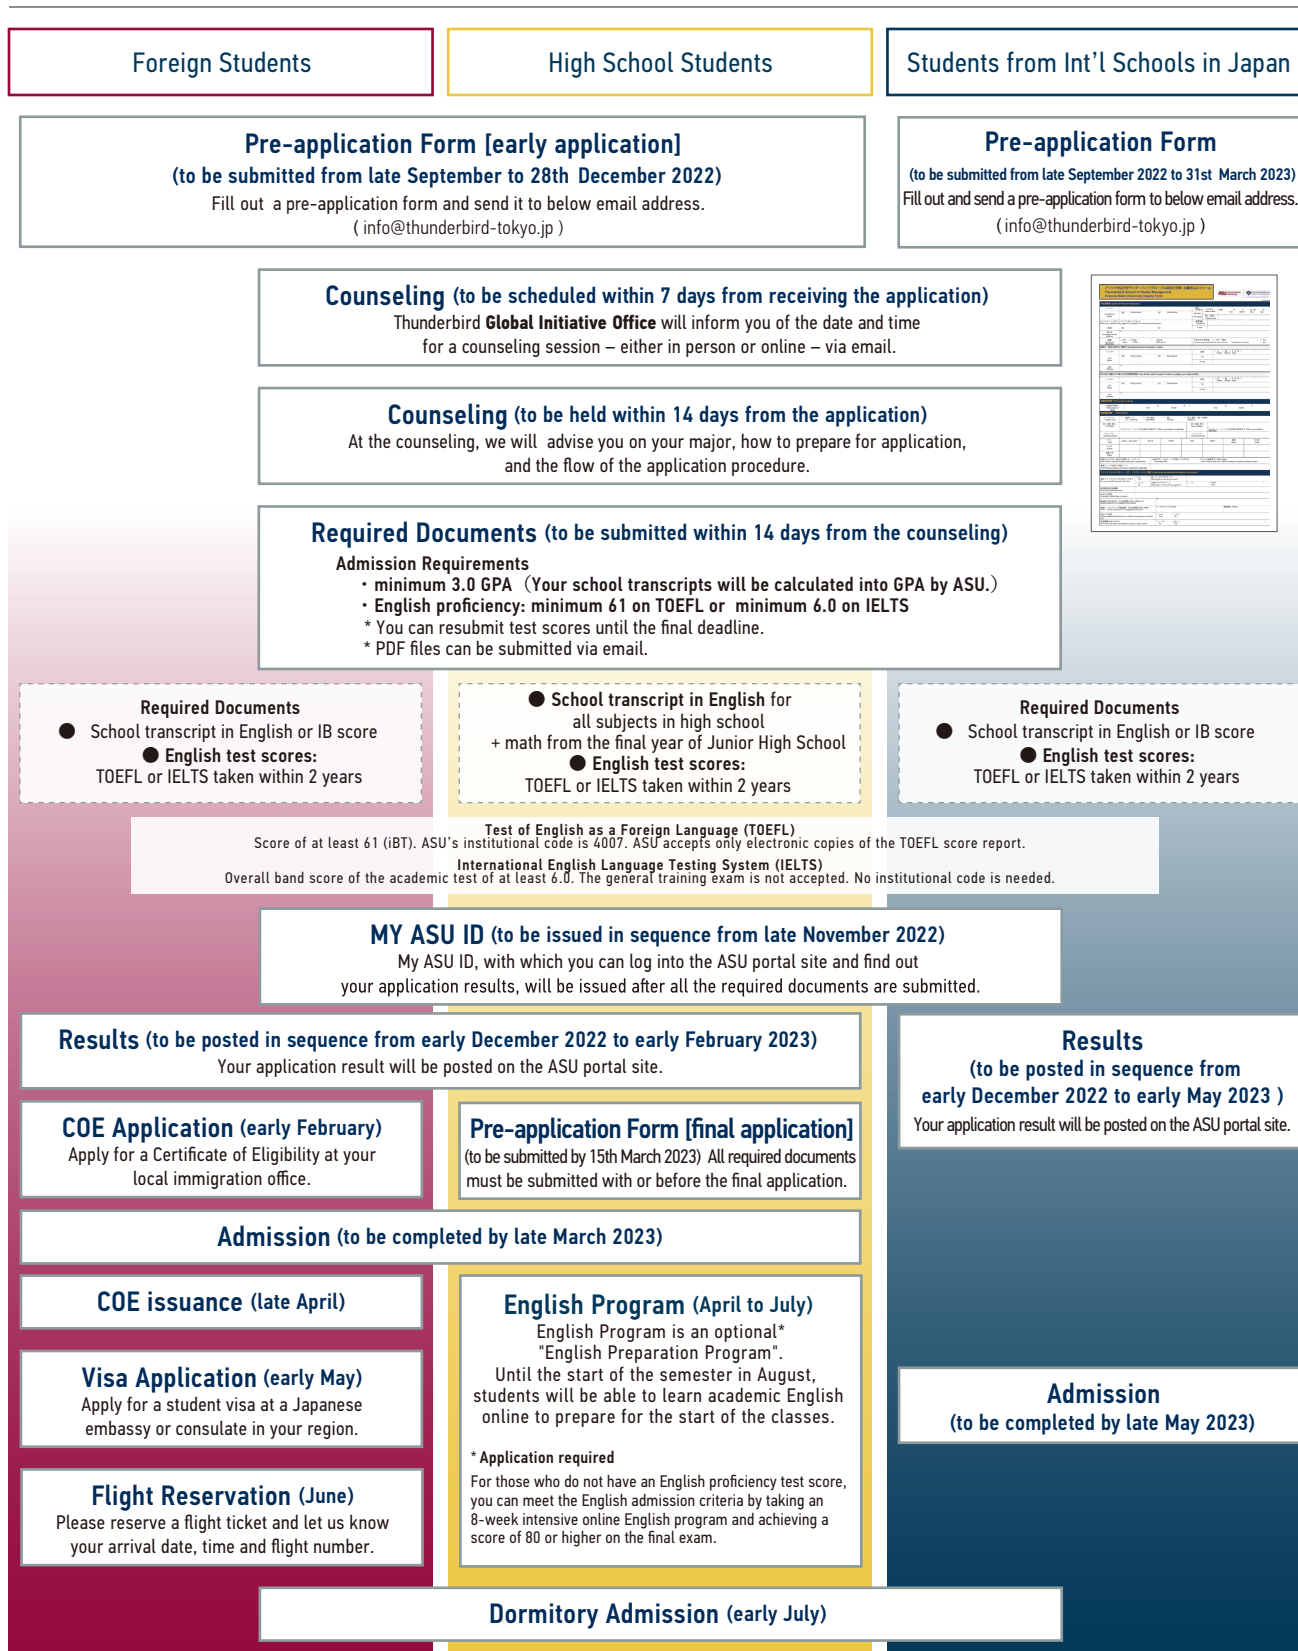 Foreign Students
High School Students
Students from Int'l Schools in Japan
Pre-application Form [early application]
(to be submitted from late September to 28th December 2022)
Fill out a pre-application form and send it to below email address.
( info@thunderbird-tokyo.jp )
Pre-application Form
(to be submitted from late September 2022 to 31st March 2023)
Fill out and send a pre-application form to below email address.
( info@thunderbird-tokyo.jp )
Counseling (to be scheduled within 7 days from receiving the application)
Thunderbird Global Initiative Office will inform you of the date and time
for a counseling session – either in person or online – via email.
Counseling (to be held within 14 days from the application)
At the counseling, we will advise you on your major, how to prepare for application,
and the flow of the application procedure.
Required Documents (to be submitted within 14 days from the counseling)
Admission Requirements
・minimum 3.0 GPA （Your school transcripts will be calculated into GPA by ASU.）
・English proficiency: minimum 61 on TOEFL or minimum 6.0 on IELTS
* You can resubmit test scores until the final deadline.
* PDF files can be submitted via email.
Required Documents
● School transcript in English or IB score
● English test scores:
TOEFL or IELTS taken within 2 years
● School transcript in English for
all subjects in high school
+ math from the final year of Junior High School
● English test scores:
TOEFL or IELTS taken within 2 years
Required Documents
● School transcript in English or IB score
● English test scores:
TOEFL or IELTS taken within 2 years
Test of English as a Foreign Language (TOEFL)
Score of at least 61 (iBT). ASU's institutional code is 4007. ASU accepts only electronic copies of the TOEFL score report.
International English Language Testing System (IELTS)
Overall band score of the academic test of at least 6.0. The general training exam is not accepted. No institutional code is needed.
MY ASU ID (to be issued in sequence from late November 2022)
My ASU ID, with which you can log into the ASU portal site and find out
your application results, will be issued after all the required documents are submitted.
Results (to be posted in sequence from early December 2022 to early February 2023)
Your application result will be posted on the ASU portal site.
Results
(to be posted in sequence from
early December 2022 to early May 2023 )
Your application result will be posted on the ASU portal site.
COE Application (early February)
Apply for a Certificate of Eligibility at your
local immigration office.
Pre-application Form [final application]
(to be submitted by 15th March 2023) All required documents
must be submitted with or before the final application.
Admission (to be completed by late March 2023)
COE issuance (late April)
Visa Application (early May)
Apply for a student visa at a Japanese
embassy or consulate in your region.
Flight Reservation (June)
Please reserve a flight ticket and let us know
your arrival date, time and flight number.
English Program (April to July)
English Program is an optional*
"English Preparation Program".
Until the start of the semester in August,
students will be able to learn academic English
online to prepare for the start of the classes.
* Application required
For those who do not have an English proficiency test score,
you can meet the English admission criteria by taking an
8-week intensive online English program and achieving a
score of 80 or higher on the final exam.
Admission
(to be completed by late May 2023)
Dormitory Admission (early July)